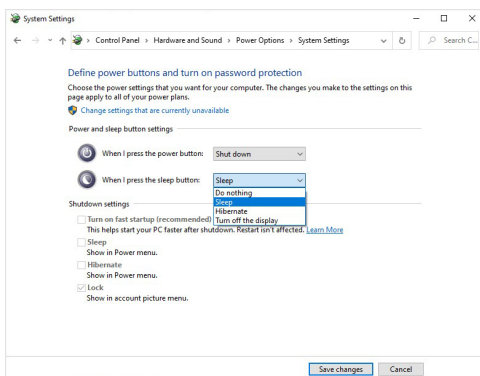 System Settings
Control Panel > Hardware and Sound > Power Options > System Settings
Search C...
Define power buttons and turn on password protection
Choose the power settings that you want for your computer. The changes you make to the settings on this
page apply to all of your power plans.
Change settings that are currently unavailable
Power and sleep button settings
When I press the power button: Shut down
When I press the sleep button: Sleep
Do nothing
Sleep
Hibernate
Turn off the display
Shutdown settings
Turn on fast startup (recommended)
This helps start your PC faster after shutdown. Restart isn't affected. Learn More
Sleep
Show in Power menu.
Hibernate
Show in Power menu.
Lock
Show in account picture menu.
Save changes Cancel